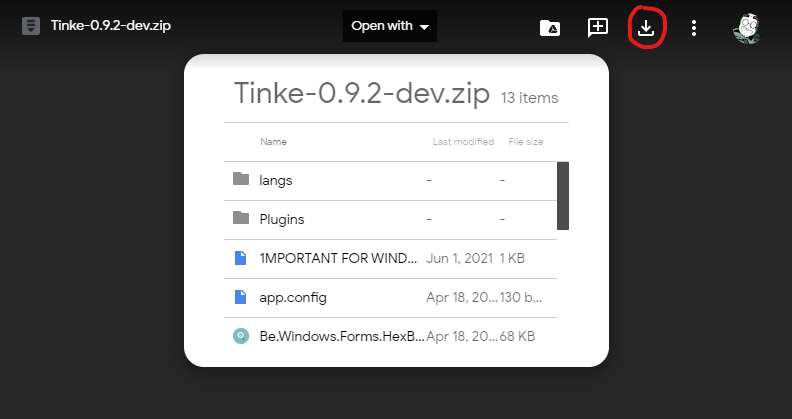 Tinke-0.9.2-dev.zip
Open with
Tinke-0.9.2-dev.zip 13 items
Name Last modified File size
langs - -
Plugins - -
1MPORTANT FOR WIND... Jun 1, 2021 1 KB
app.config Apr 18, 20... 130 b...
Be.Windows.Forms.HexB... Apr 18, 20... 68 KB